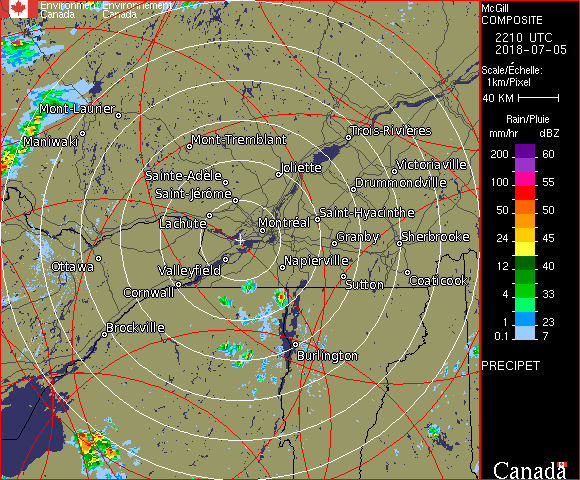 Environment Environnement
Canada Canada
McGill
COMPOSITE
2210 UTC
2018-07-05
Scale/Échelle:
1km/Pixel
40 KM
Rain/Pluie
mm/hr dBZ
200 60
150 57
100 55
50 50
24 45
12 40
4 33
1 23
0.1 7
PRECIPET
Canada
Mont-Laurier
Maniwaki
Mont-Tremblant
Trois-Rivières
Joliette
Victoriaville
Sainte-Adèle
Drummondville
Saint-Jérôme
Saint-Hyacinthe
Lachute
Montréal
Granby
Sherbrooke
Ottawa
Valleyfield
Napierville
Coaticook
Cornwall
Sutton
Brockville
Burlington